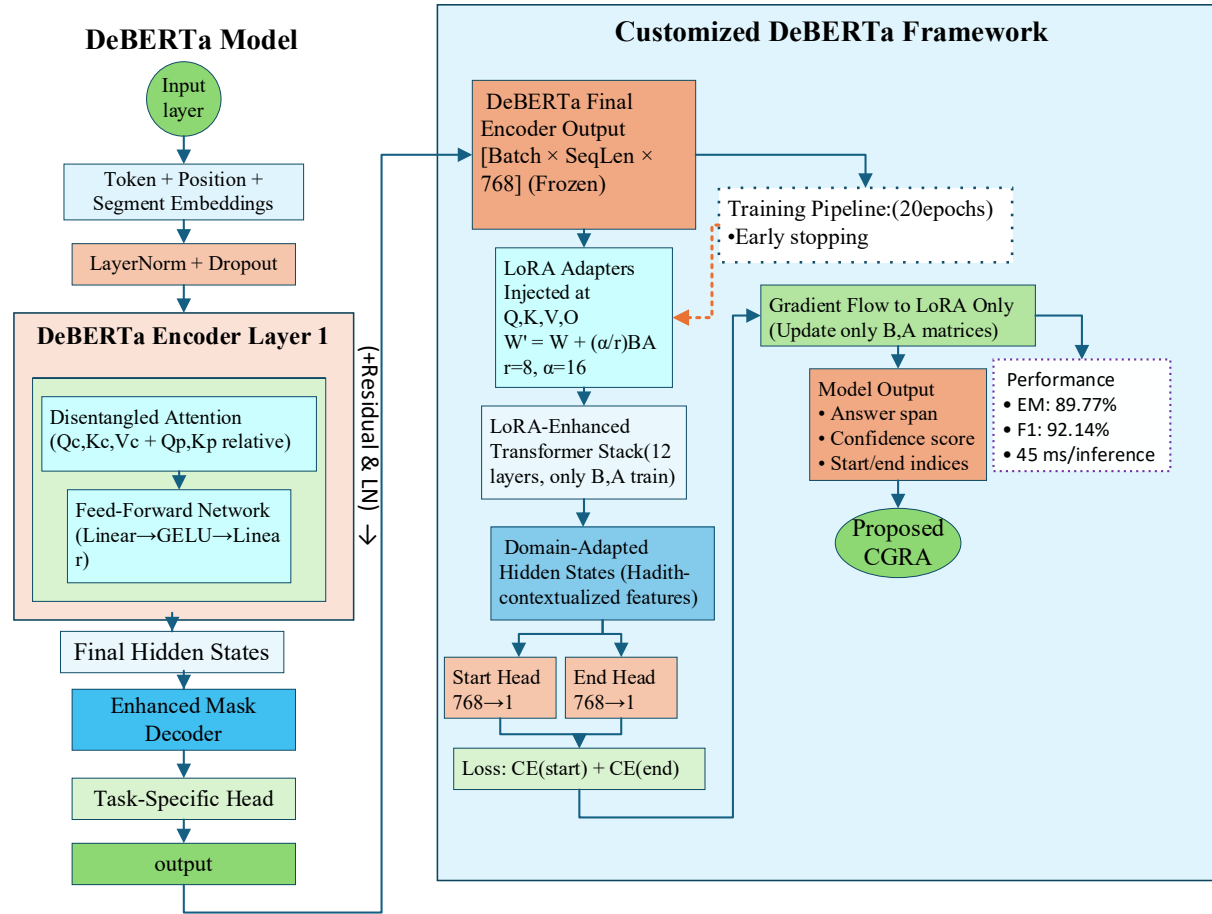 DeBERTa Model
Input
layer
Token + Position +
Segment Embeddings
LayerNorm + Dropout
DeBERTa Encoder Layer 1
Disentangled Attention
(Qc,Kc,Vc + Qp,Kp relative)
Feed-Forward Network
(Linear→GELU→Linea
r)
(+Residual & LN) →
Final Hidden States
Enhanced Mask
Decoder
Task-Specific Head
output
Customized DeBERTa Framework
DeBERTa Final
Encoder Output
[Batch × SeqLen ×
768] (Frozen)
Training Pipeline:(20epochs)
•Early stopping
LoRA Adapters
Injected at
Q,K,V,O
W' = W + (α/r)BA
r=8, α=16
LoRA-Enhanced
Transformer Stack(12
layers, only B,A train)
Domain-Adapted
Hidden States (Hadith-
contextualized features)
Start Head
768→1
End Head
768→1
Loss: CE(start) + CE(end)
Gradient Flow to LoRA Only
(Update only B,A matrices)
Model Output
• Answer span
• Confidence score
• Start/end indices
Performance
• EM: 89.77%
• F1: 92.14%
• 45 ms/inference
Proposed
CGRA